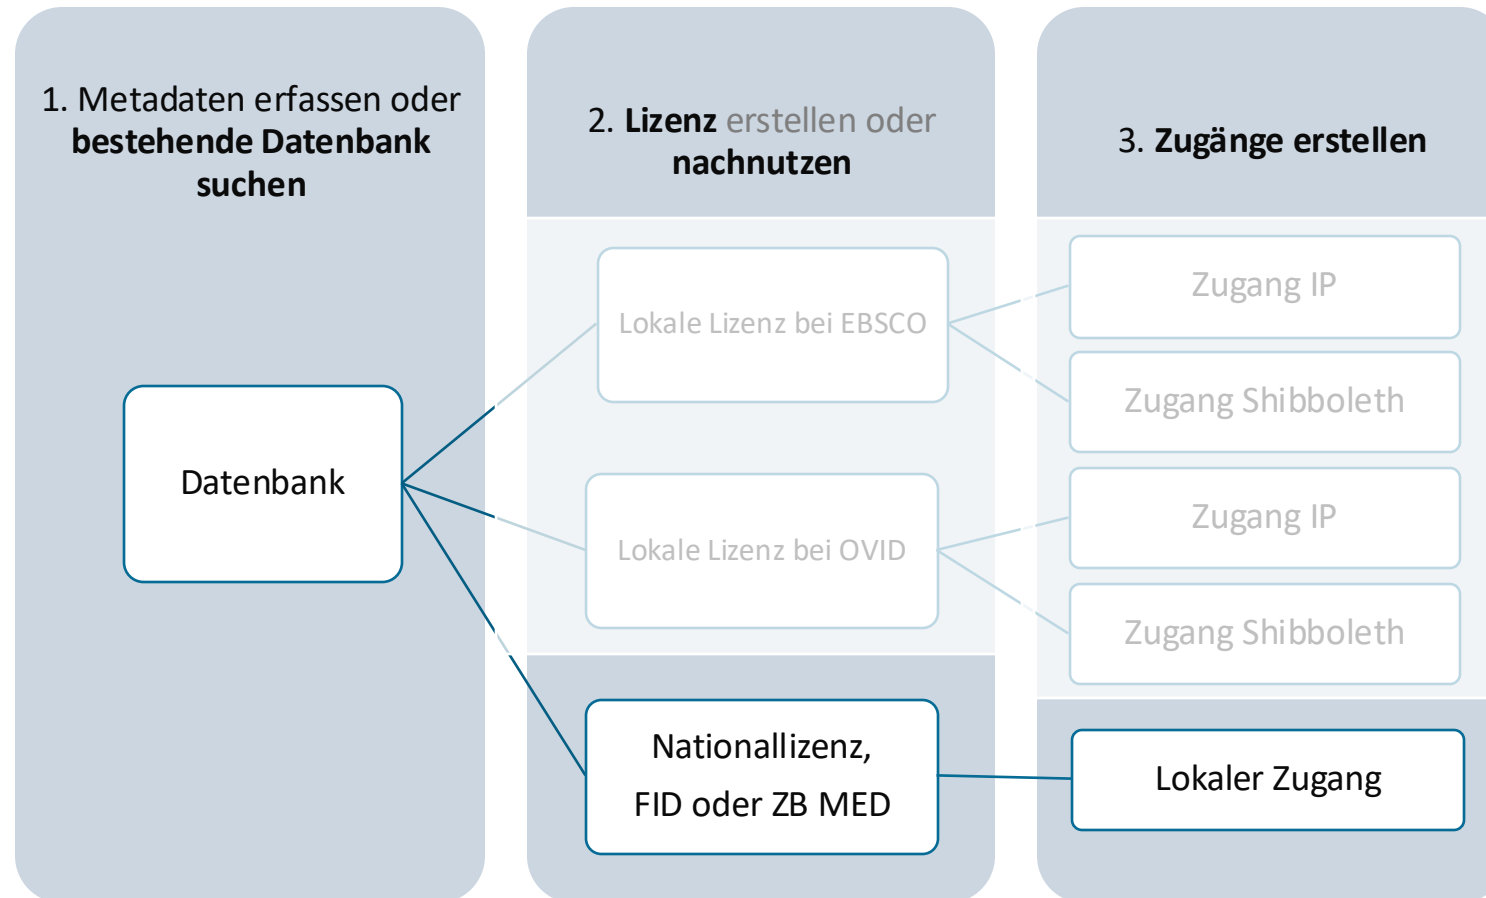 1. Metadaten erfassen oder
bestehende Datenbank
suchen
Datenbank
2. Lizenz erstellen oder
nachnutzen
Lokale Lizenz bei EBSCO
Lokale Lizenz bei OVID
Nationallizenz,
FID oder ZB MED
3. Zugänge erstellen
Zugang IP
Zugang Shibboleth
Zugang IP
Zugang Shibboleth
Lokaler Zugang